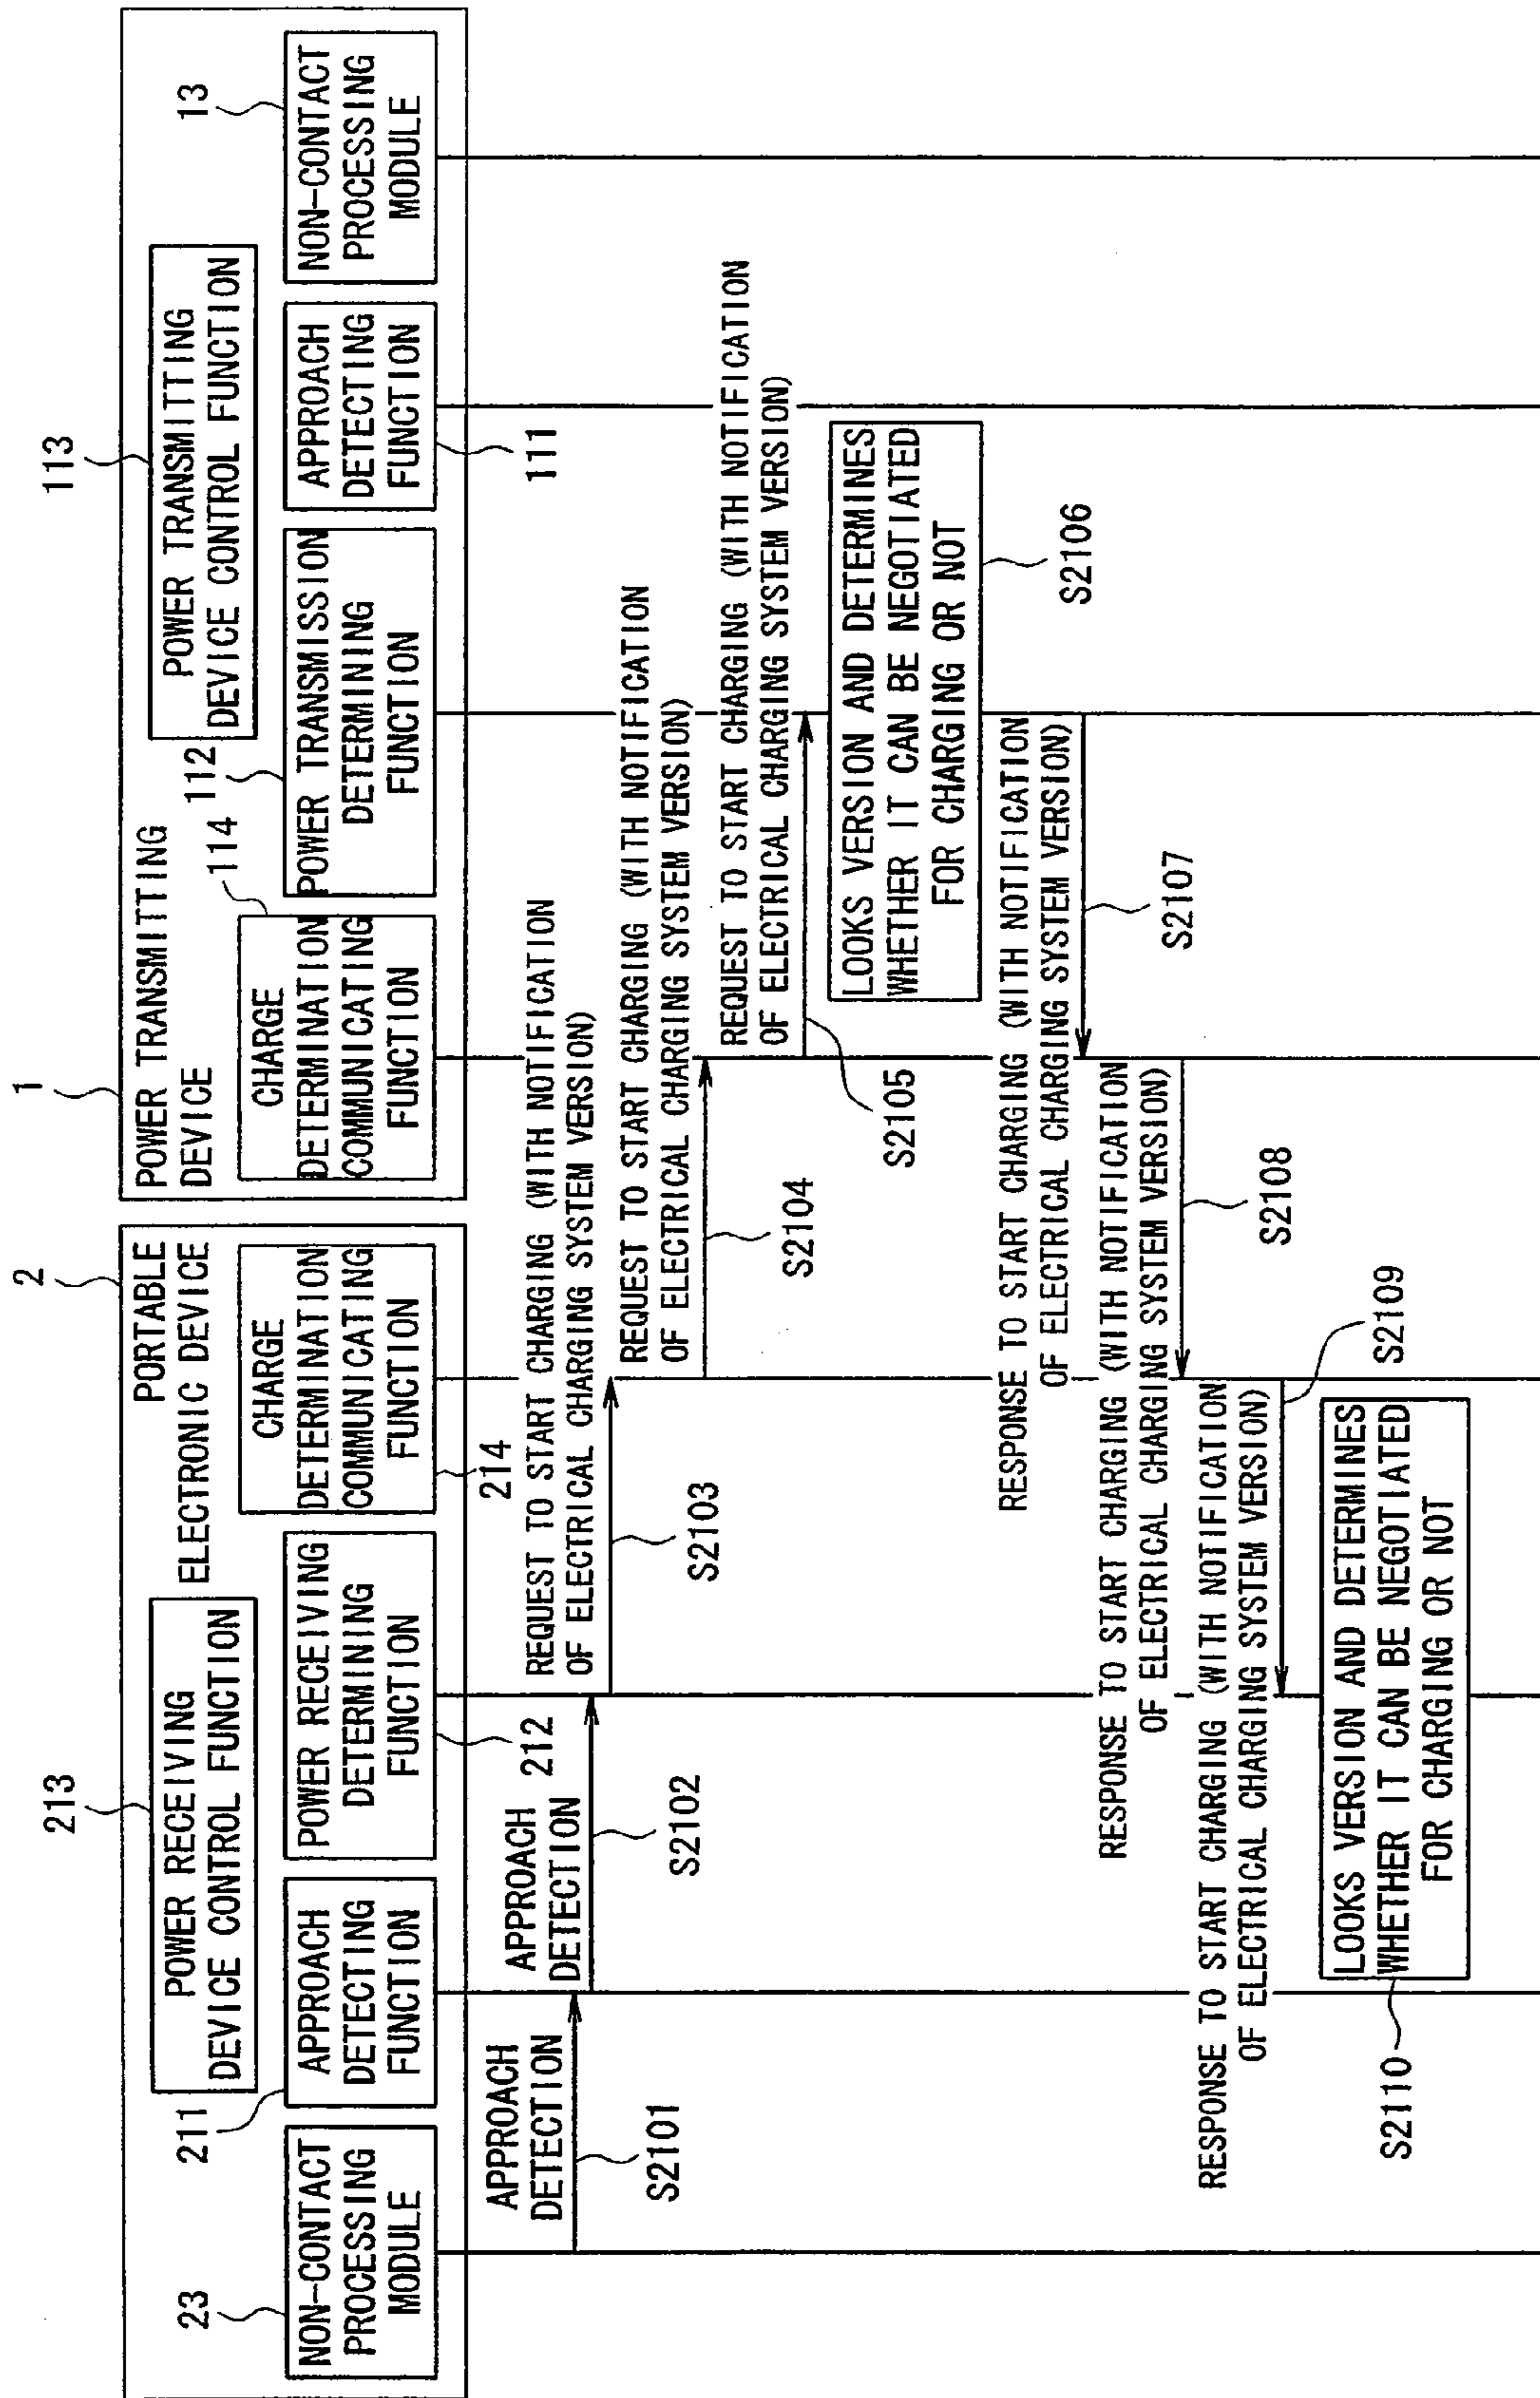 2
PORTABLE
ELECTRONIC DEVICE
213
POWER RECEIVING
DEVICE CONTROL FUNCTION
23
NON-CONTACT
PROCESSING
MODULE
211
APPROACH
DETECTING
FUNCTION
POWER RECEIVING
DETERMINING
FUNCTION
212
CHARGE
DETERMINATION
COMMUNICATING
FUNCTION
214
1
POWER TRANSMITTING
DEVICE
113
POWER TRANSMITTING
DEVICE CONTROL FUNCTION
114
CHARGE
DETERMINATION
COMMUNICATING
FUNCTION
112
POWER TRANSMISSION
DETERMINING
FUNCTION
APPROACH
DETECTING
FUNCTION
111
13
NON-CONTACT
PROCESSING
MODULE
APPROACH
DETECTION
S2101
APPROACH
DETECTION
S2102
REQUEST TO START CHARGING (WITH NOTIFICATION
OF ELECTRICAL CHARGING SYSTEM VERSION)
S2103
REQUEST TO START CHARGING (WITH NOTIFICATION
OF ELECTRICAL CHARGING SYSTEM VERSION)
S2104
REQUEST TO START CHARGING (WITH NOTIFICATION
OF ELECTRICAL CHARGING SYSTEM VERSION)
S2105
LOOKS VERSION AND DETERMINES
WHETHER IT CAN BE NEGOTIATED
FOR CHARGING OR NOT
S2106
RESPONSE TO START CHARGING (WITH NOTIFICATION
OF ELECTRICAL CHARGING SYSTEM VERSION)
S2107
RESPONSE TO START CHARGING (WITH NOTIFICATION
OF ELECTRICAL CHARGING SYSTEM VERSION)
S2108
RESPONSE TO START CHARGING (WITH NOTIFICATION
OF ELECTRICAL CHARGING SYSTEM VERSION)
S2109
LOOKS VERSION AND DETERMINES
WHETHER IT CAN BE NEGOTIATED
FOR CHARGING OR NOT
S2110